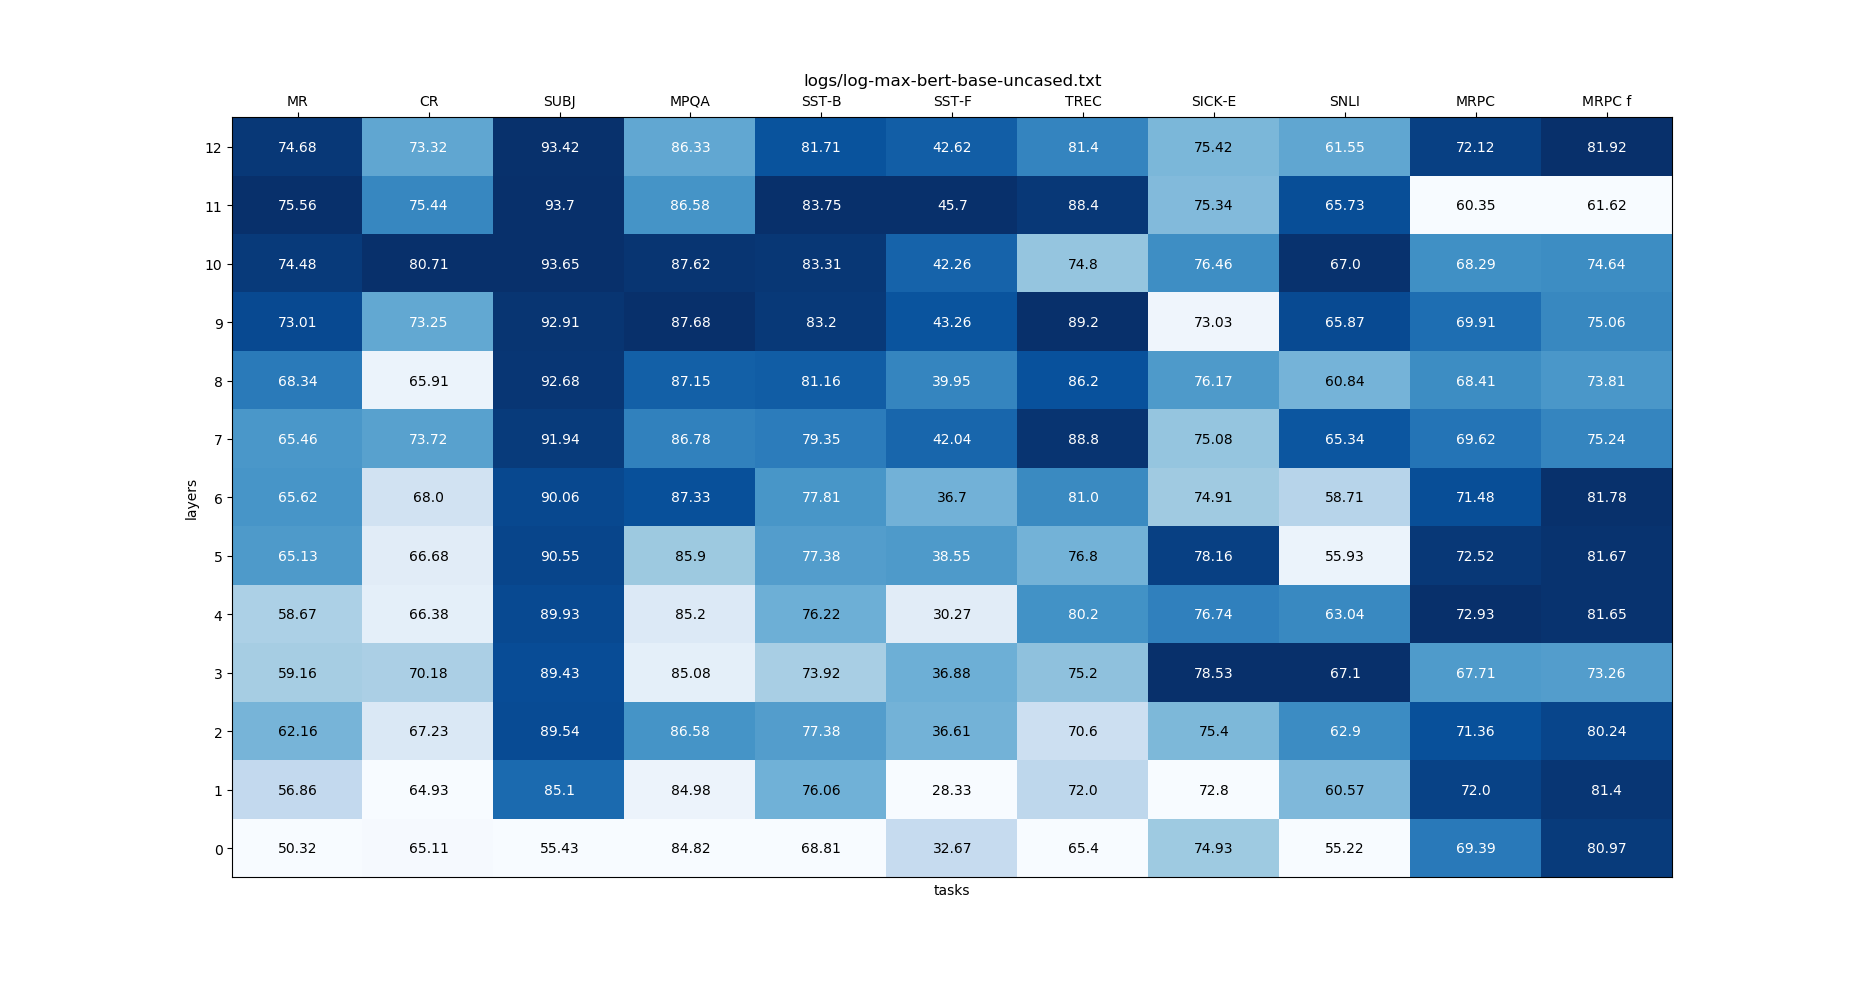 logs/log-max-bert-base-uncased.txt
MR CR SUBJ MPQA SST-B SST-F TREC SICK-E SNLI MRPC MRPC f
12 74.68 73.32 93.42 86.33 81.71 42.62 81.4 75.42 61.55 72.12 81.92
11 75.56 75.44 93.7 86.58 83.75 45.7 88.4 75.34 65.73 60.35 61.62
10 74.48 80.71 93.65 87.62 83.31 42.26 74.8 76.46 67.0 68.29 74.64
9 73.01 73.25 92.91 87.68 83.2 43.26 89.2 73.03 65.87 69.91 75.06
8 68.34 65.91 92.68 87.15 81.16 39.95 86.2 76.17 60.84 68.41 73.81
7 65.46 73.72 91.94 86.78 79.35 42.04 88.8 75.08 65.34 69.62 75.24
6 65.62 68.0 90.06 87.33 77.81 36.7 81.0 74.91 58.71 71.48 81.78
layers
5 65.13 66.68 90.55 85.9 77.38 38.55 76.8 78.16 55.93 72.52 81.67
4 58.67 66.38 89.93 85.2 76.22 30.27 80.2 76.74 63.04 72.93 81.65
3 59.16 70.18 89.43 85.08 73.92 36.88 75.2 78.53 67.1 67.71 73.26
2 62.16 67.23 89.54 86.58 77.38 36.61 70.6 75.4 62.9 71.36 80.24
1 56.86 64.93 85.1 84.98 76.06 28.33 72.0 72.8 60.57 72.0 81.4
0 50.32 65.11 55.43 84.82 68.81 32.67 65.4 74.93 55.22 69.39 80.97
tasks